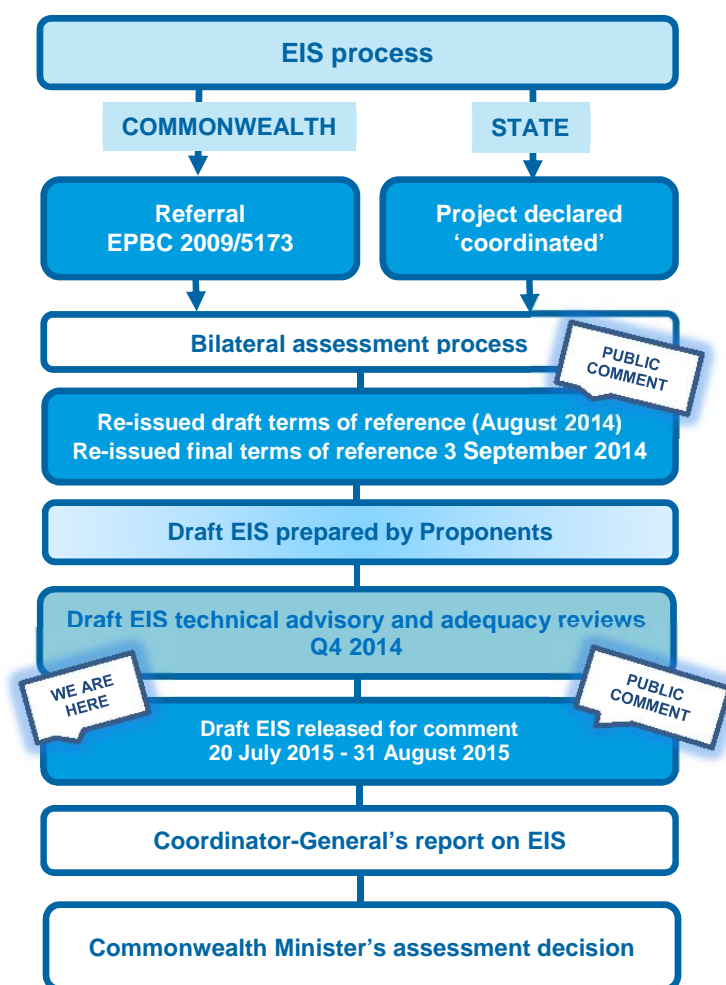 EIS process
COMMONWEALTH
STATE
Referral
EPBC 2009/5173
Project declared
‘coordinated’
Bilateral assessment process
PUBLIC
COMMENT
Re-issued draft terms of reference (August 2014)
Re-issued final terms of reference 3 September 2014
Draft EIS prepared by Proponents
Draft EIS technical advisory and adequacy reviews
Q4 2014
WE ARE
HERE
PUBLIC
COMMENT
Draft EIS released for comment
20 July 2015 - 31 August 2015
Coordinator-General’s report on EIS
Commonwealth Minister’s assessment decision